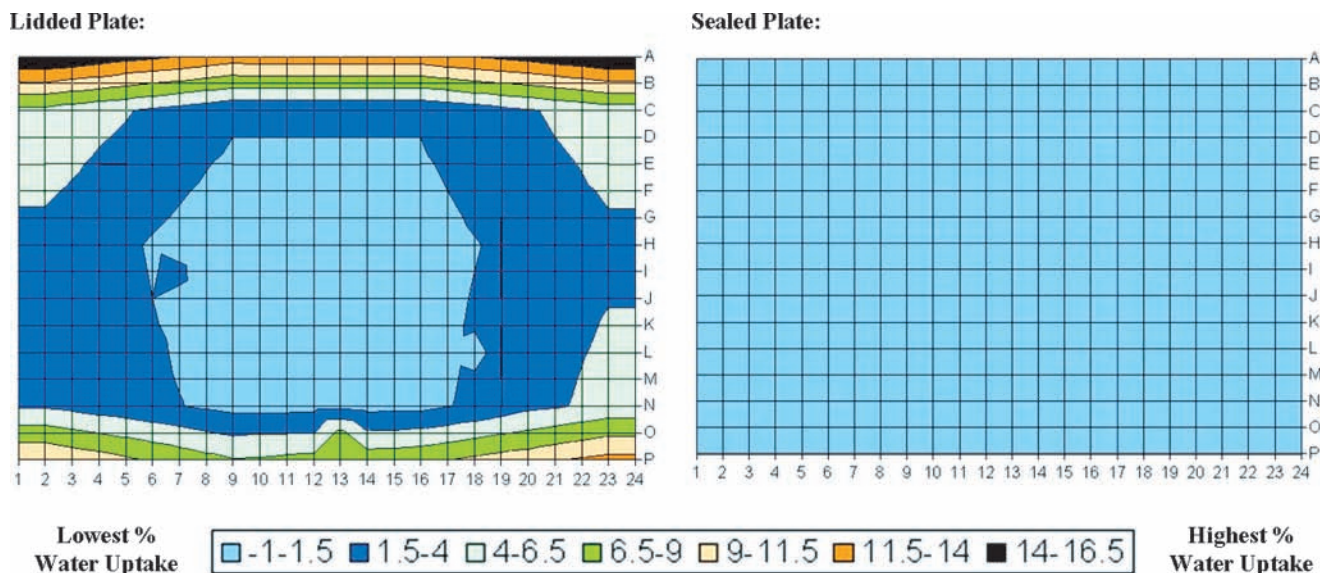 Lidded Plate:
A
B
C
D
E
F
G
H
I
J
K
L
M
N
O
P
1 2 3 4 5 6 7 8 9 10 11 12 13 14 15 16 17 18 19 20 21 22 23 24
Sealed Plate:
A
B
C
D
E
F
G
H
I
J
K
L
M
N
O
P
1 2 3 4 5 6 7 8 9 10 11 12 13 14 15 16 17 18 19 20 21 22 23 24
Lowest %
Water Uptake
-1-1.5 1.5-4 4-6.5 6.5-9 9-11.5 11.5-14 14-16.5
Highest %
Water Uptake